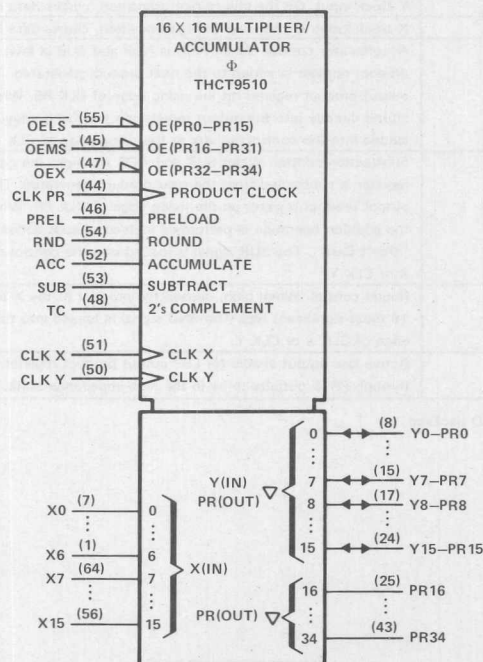 16 X 16 MULTIPLIER/
ACCUMULATOR
Φ
THCT9510
OELS (55) OE(PR0–PR15)
OEMS (45) OE(PR16–PR31)
OEX (47) OE(PR32–PR34)
CLK PR (44) PRODUCT CLOCK
PREL (46) PRELOAD
RND (54) ROUND
ACC (52) ACCUMULATE
SUB (53) SUBTRACT
TC (48) 2's COMPLEMENT
CLK X (51) CLK X
CLK Y (50) CLK Y
0 (8) Y0–PR0
Y(IN) 7 (15) Y7–PR7
PR(OUT) 8 (17) Y8–PR8
15 (24) Y15–PR15
X0 (7) 0
X6 (1) 6
X7 (64) 7 X(IN)
X15 (56) 15
16 (25) PR16
PR(OUT)
34 (43) PR34